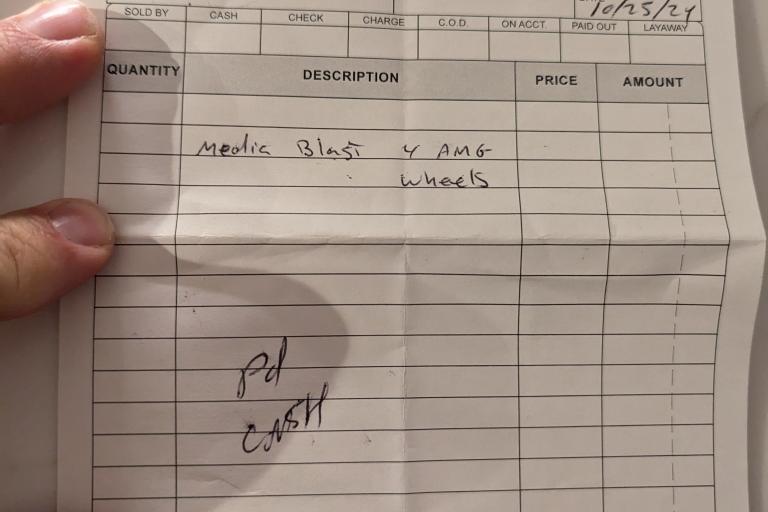 10/25/24
SOLD BY CASH CHECK CHARGE C.O.D. ON ACCT. PAID OUT LAYAWAY
QUANTITY DESCRIPTION PRICE AMOUNT
Media Blast 4 AMG
Wheels
Pd
CASH